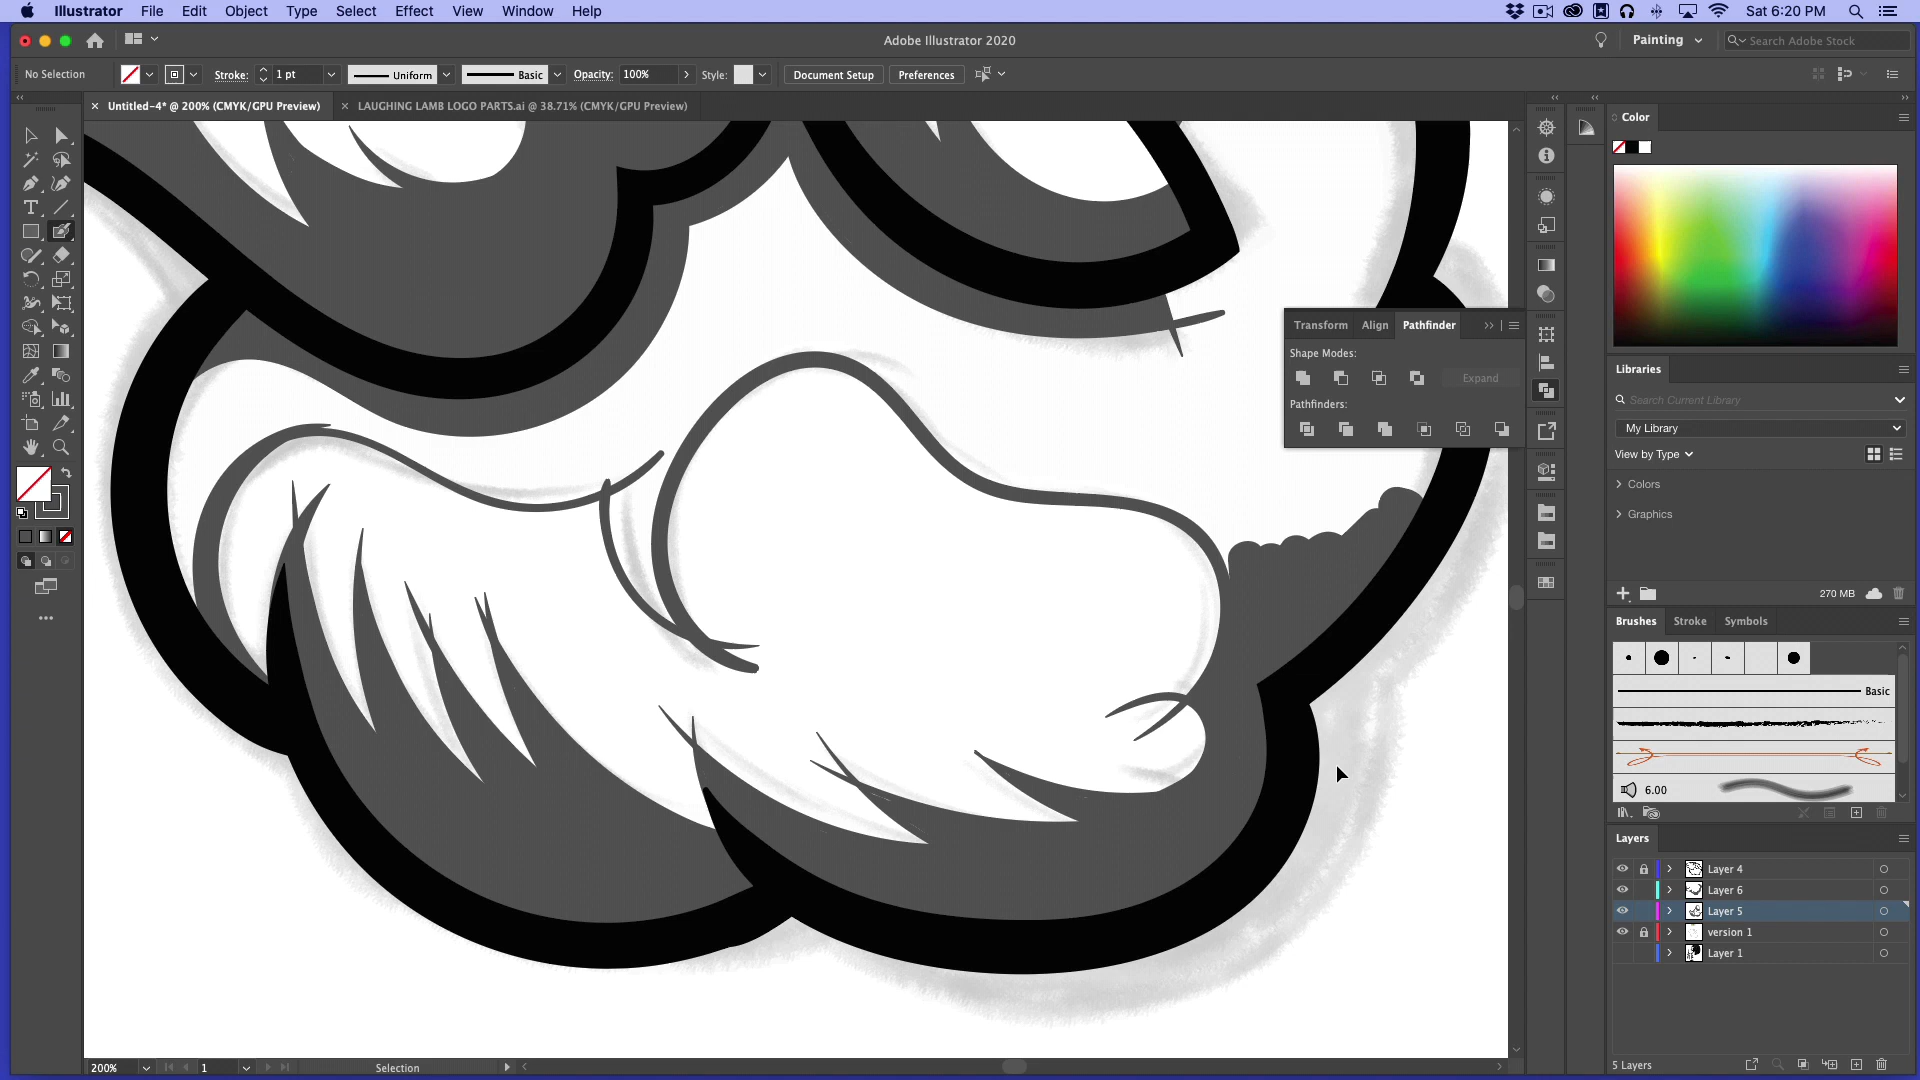 Illustrator File Edit Object Type Select Effect View Window Help Sat 6:20 PM
Adobe Illustrator 2020 Painting Search Adobe Stock
No Selection Stroke: 1 pt Uniform Basic Opacity: 100% Style: Document Setup Preferences
Untitled-4* @ 200% (CMYK/GPU Preview) LAUGHING LAMB LOGO PARTS.ai @ 38.71% (CMYK/GPU Preview)
Color
Transform Align Pathfinder
Shape Modes:
Expand
Pathfinders:
Libraries
Search Current Library
My Library
View by Type
Colors
Graphics
270 MB
Brushes Stroke Symbols
Basic
6.00
Layers
Layer 4
Layer 6
Layer 5
version 1
Layer 1
5 Layers
200% 1 Selection